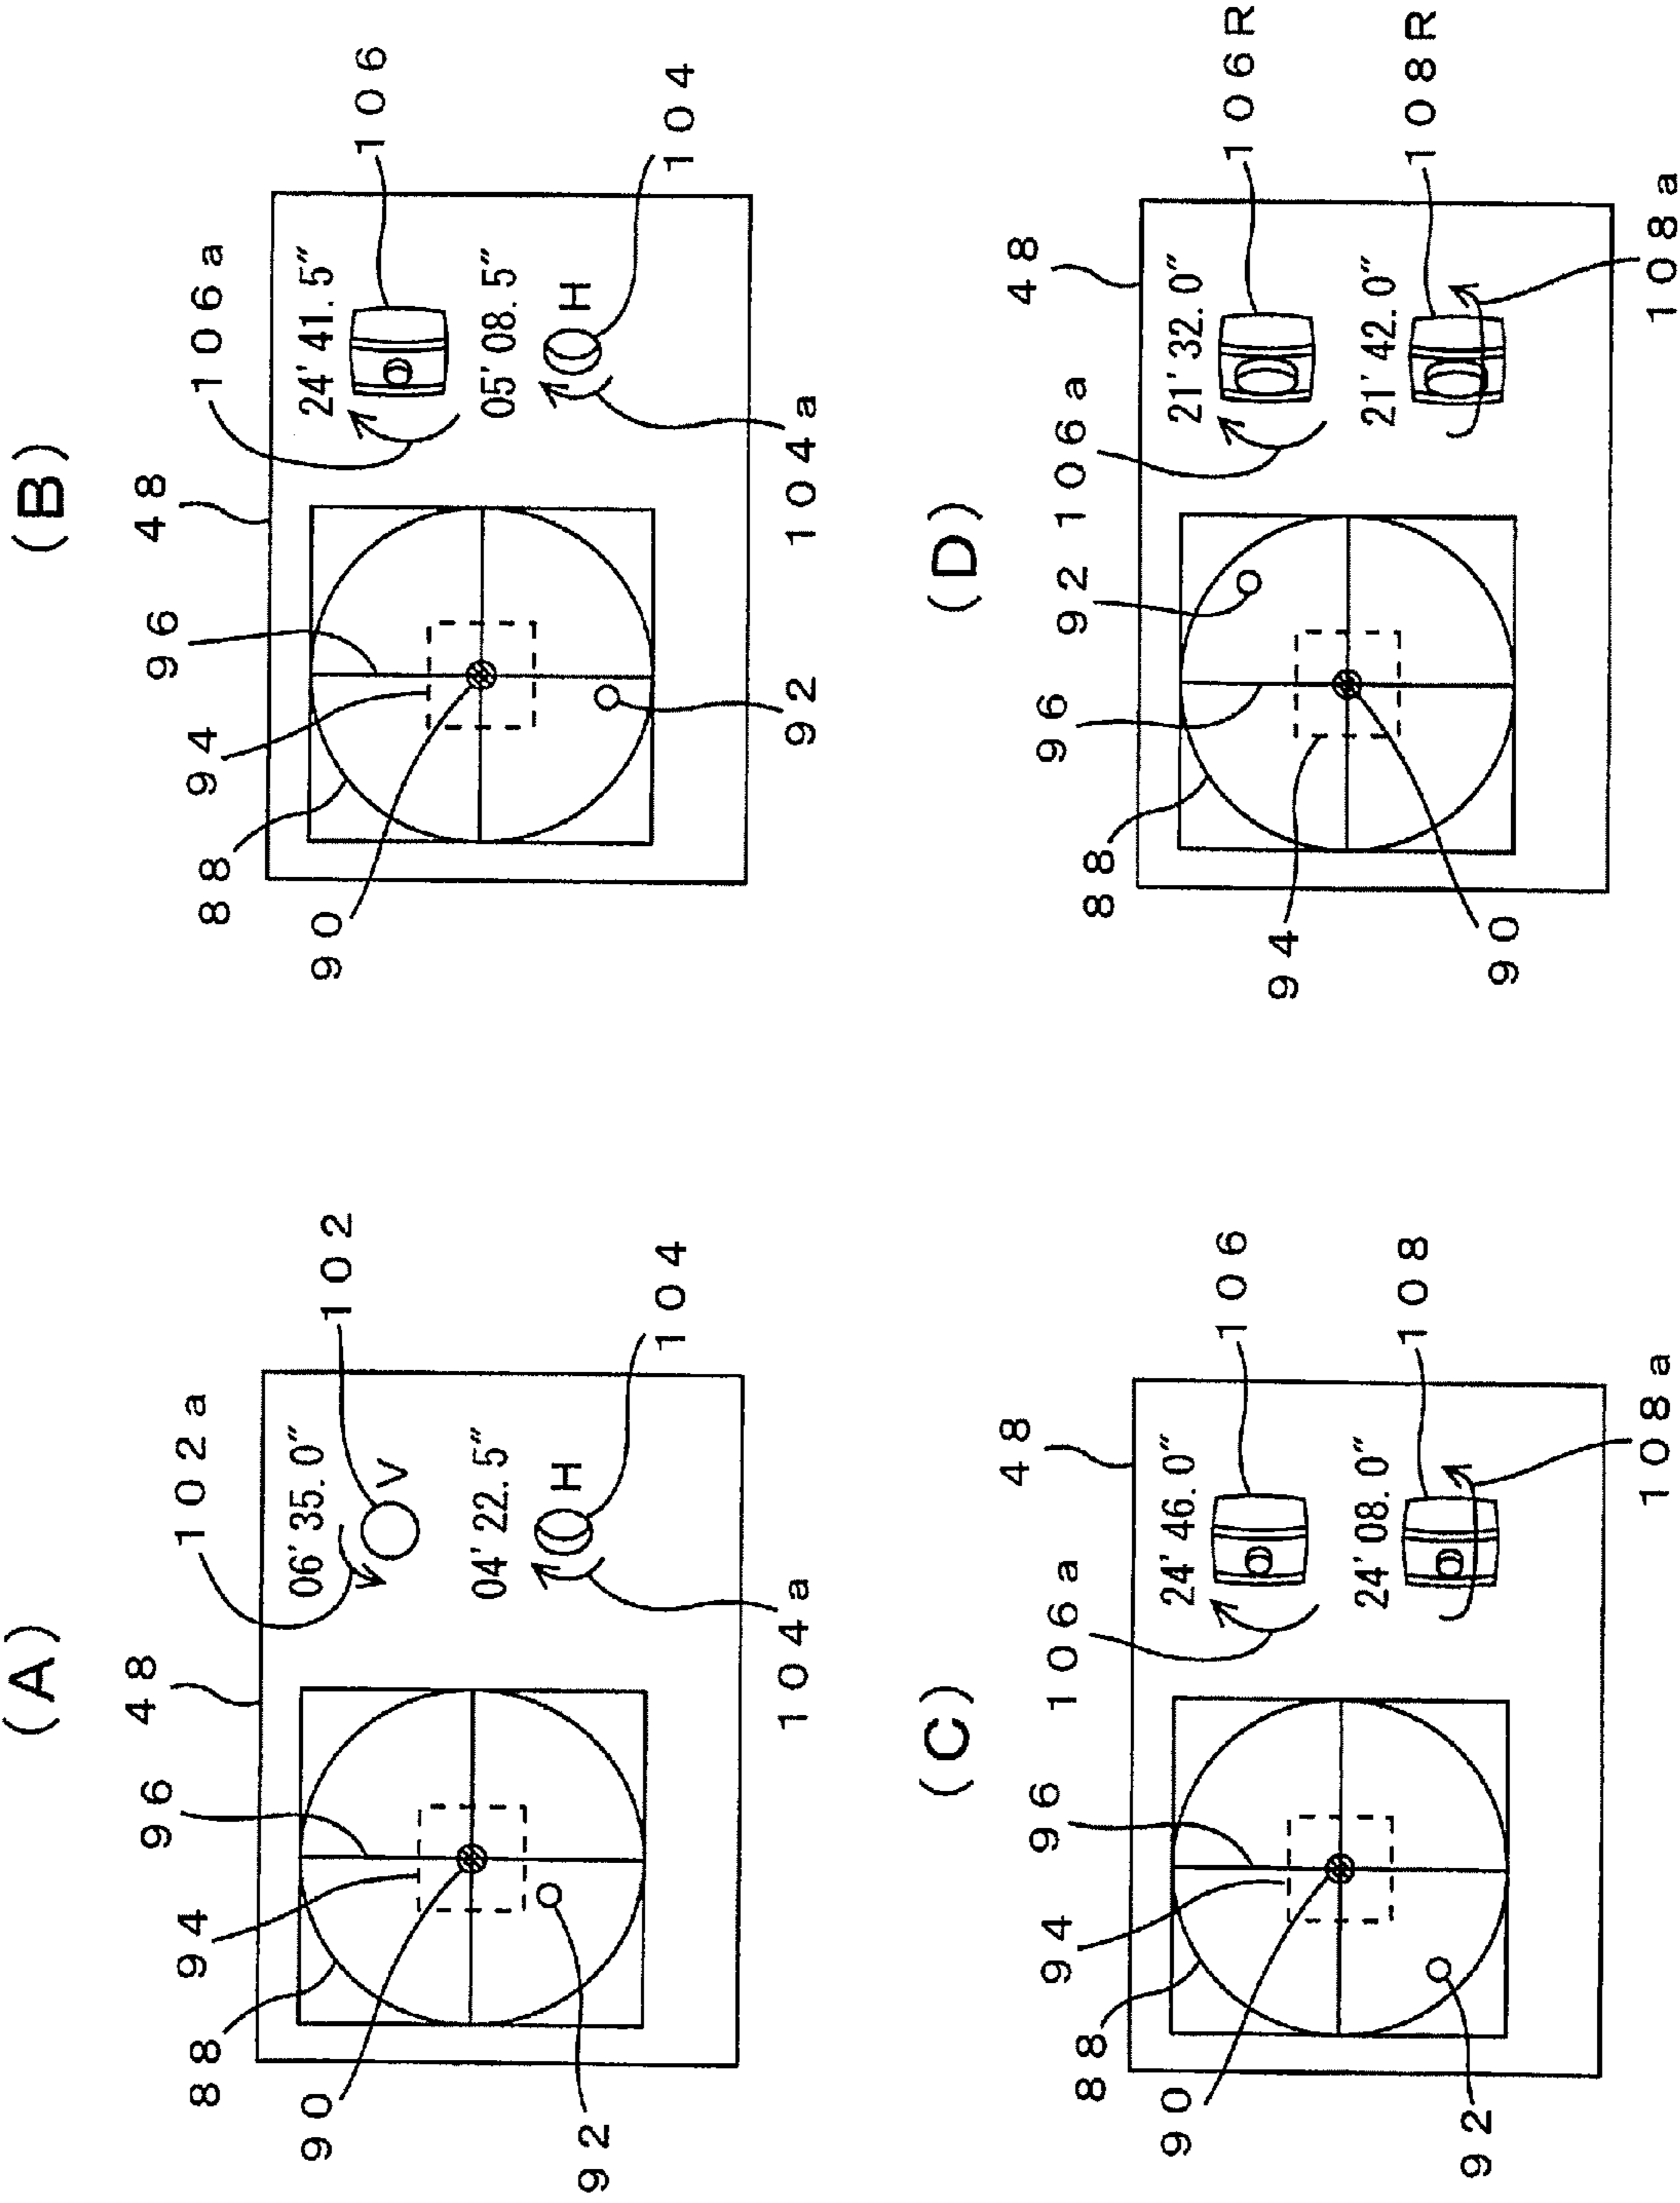 (A)
48
96
102a
94
88
06' 35.0"
102
90
V
04' 22.5"
H
104
92
104a
(B)
48
96
106a
94
88
24' 41.5"
106
90
05' 08.5"
H
104
92
104a
(C)
48
96
94
106a
88
24' 46.0"
106
90
24' 08.0"
108
92
108a
(D)
48
96
92
106a
88
21' 32.0"
106R
94
21' 42.0"
108R
90
108a